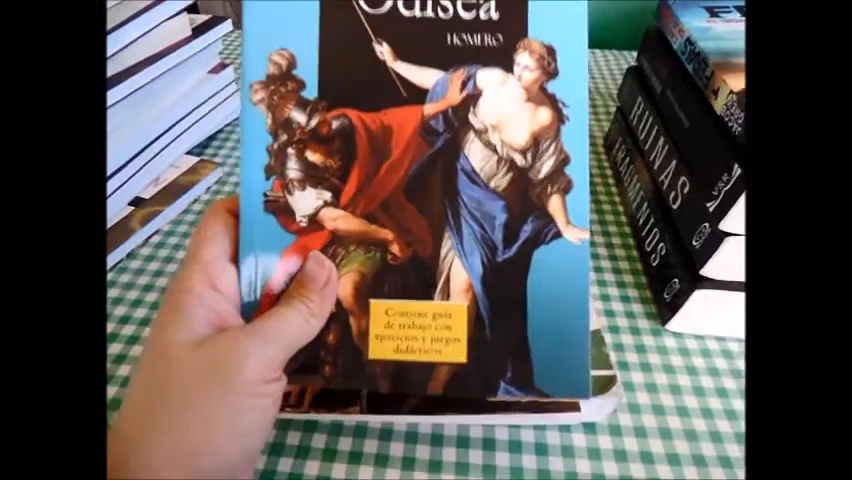 Odisea
HOMERO
Contiene guía
de trabajo con
ejercicios y juegos
didácticos
RUINAS
FRAGMENTOS
V&R